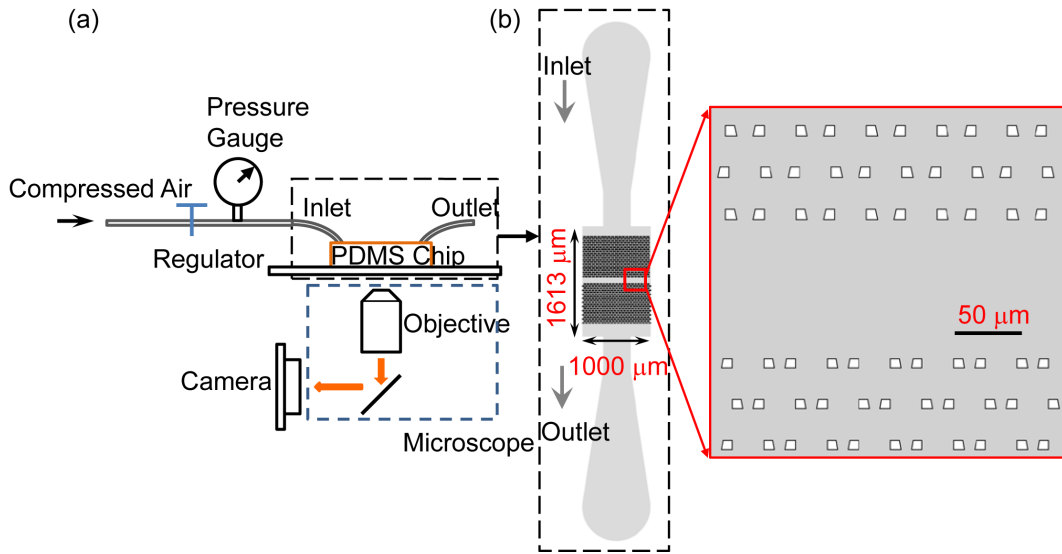 (a)
Pressure
Gauge
Compressed Air
Inlet
Outlet
Regulator
PDMS Chip
Objective
Camera
Microscope
(b)
Inlet
1613 μm
1000 μm
Outlet
50 μm